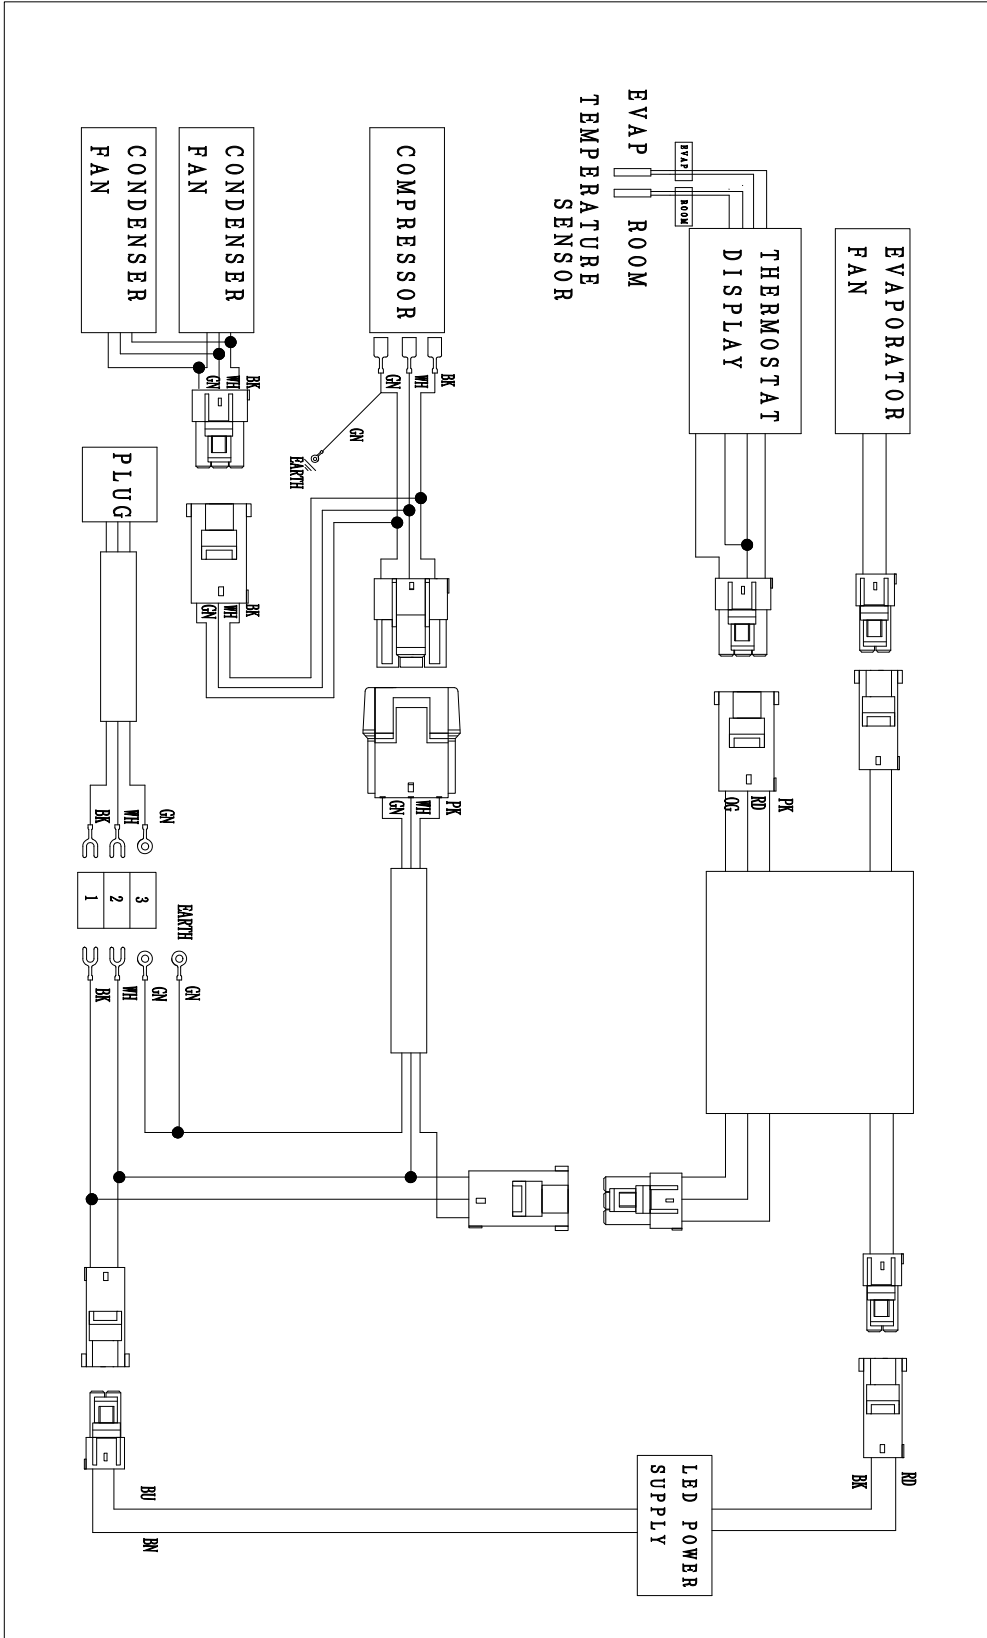 EVAP ROOM
TEMPERATURE
SENSOR
EVAP
ROOM
CONDENSER
FAN
CONDENSER
FAN
COMPRESSOR
THERMOSTAT
DISPLAY
EVAPORATOR
FAN
BK
WH
GN
BK
WH
GN
GN
EARTH
PLUG
BK
WH
GN
PK
WH
GN
PK
RD
OG
GN
WH
BK
1
2
3
EARTH
BK
WH
GN
GN
LED POWER
SUPPLY
RD
BK
BU
BN